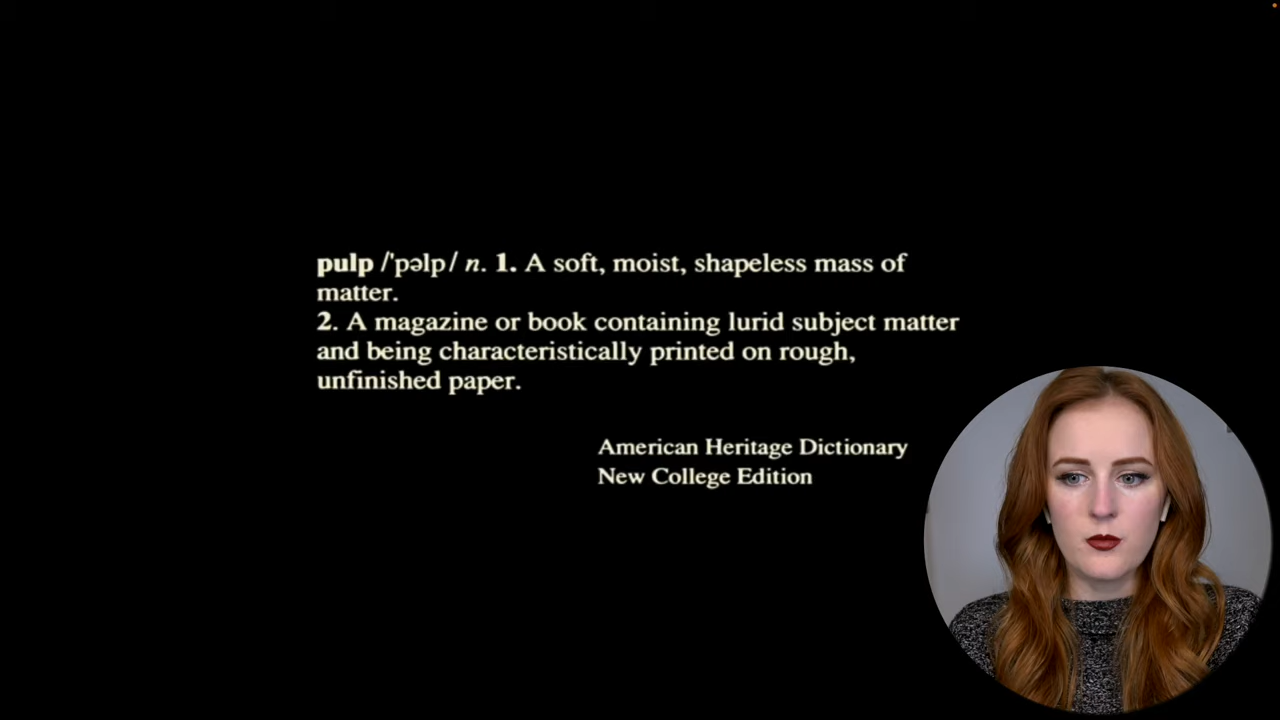 pulp /'pəlp/ n. 1. A soft, moist, shapeless mass of
matter.
2. A magazine or book containing lurid subject matter
and being characteristically printed on rough,
unfinished paper.
American Heritage Dictionary
New College Edition